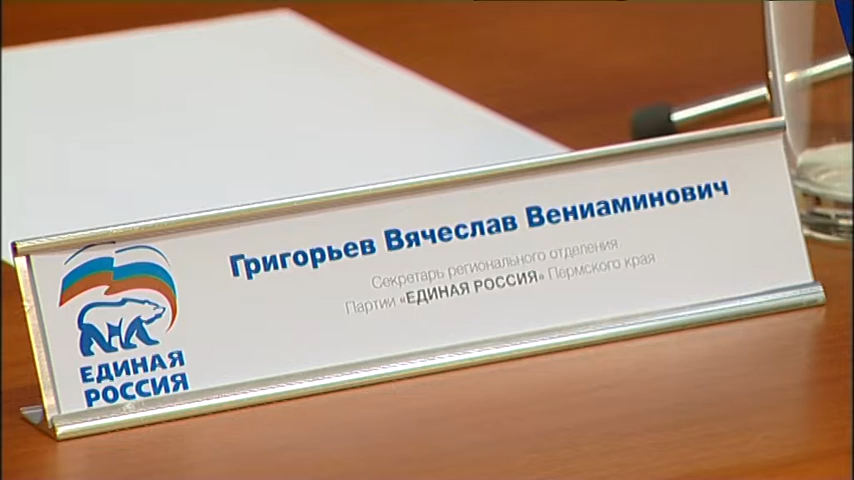 Григорьев Вячеслав Вениаминович
Секретарь регионального отделения
Партии «ЕДИНАЯ РОССИЯ» Пермского края
ЕДИНАЯ
РОССИЯ